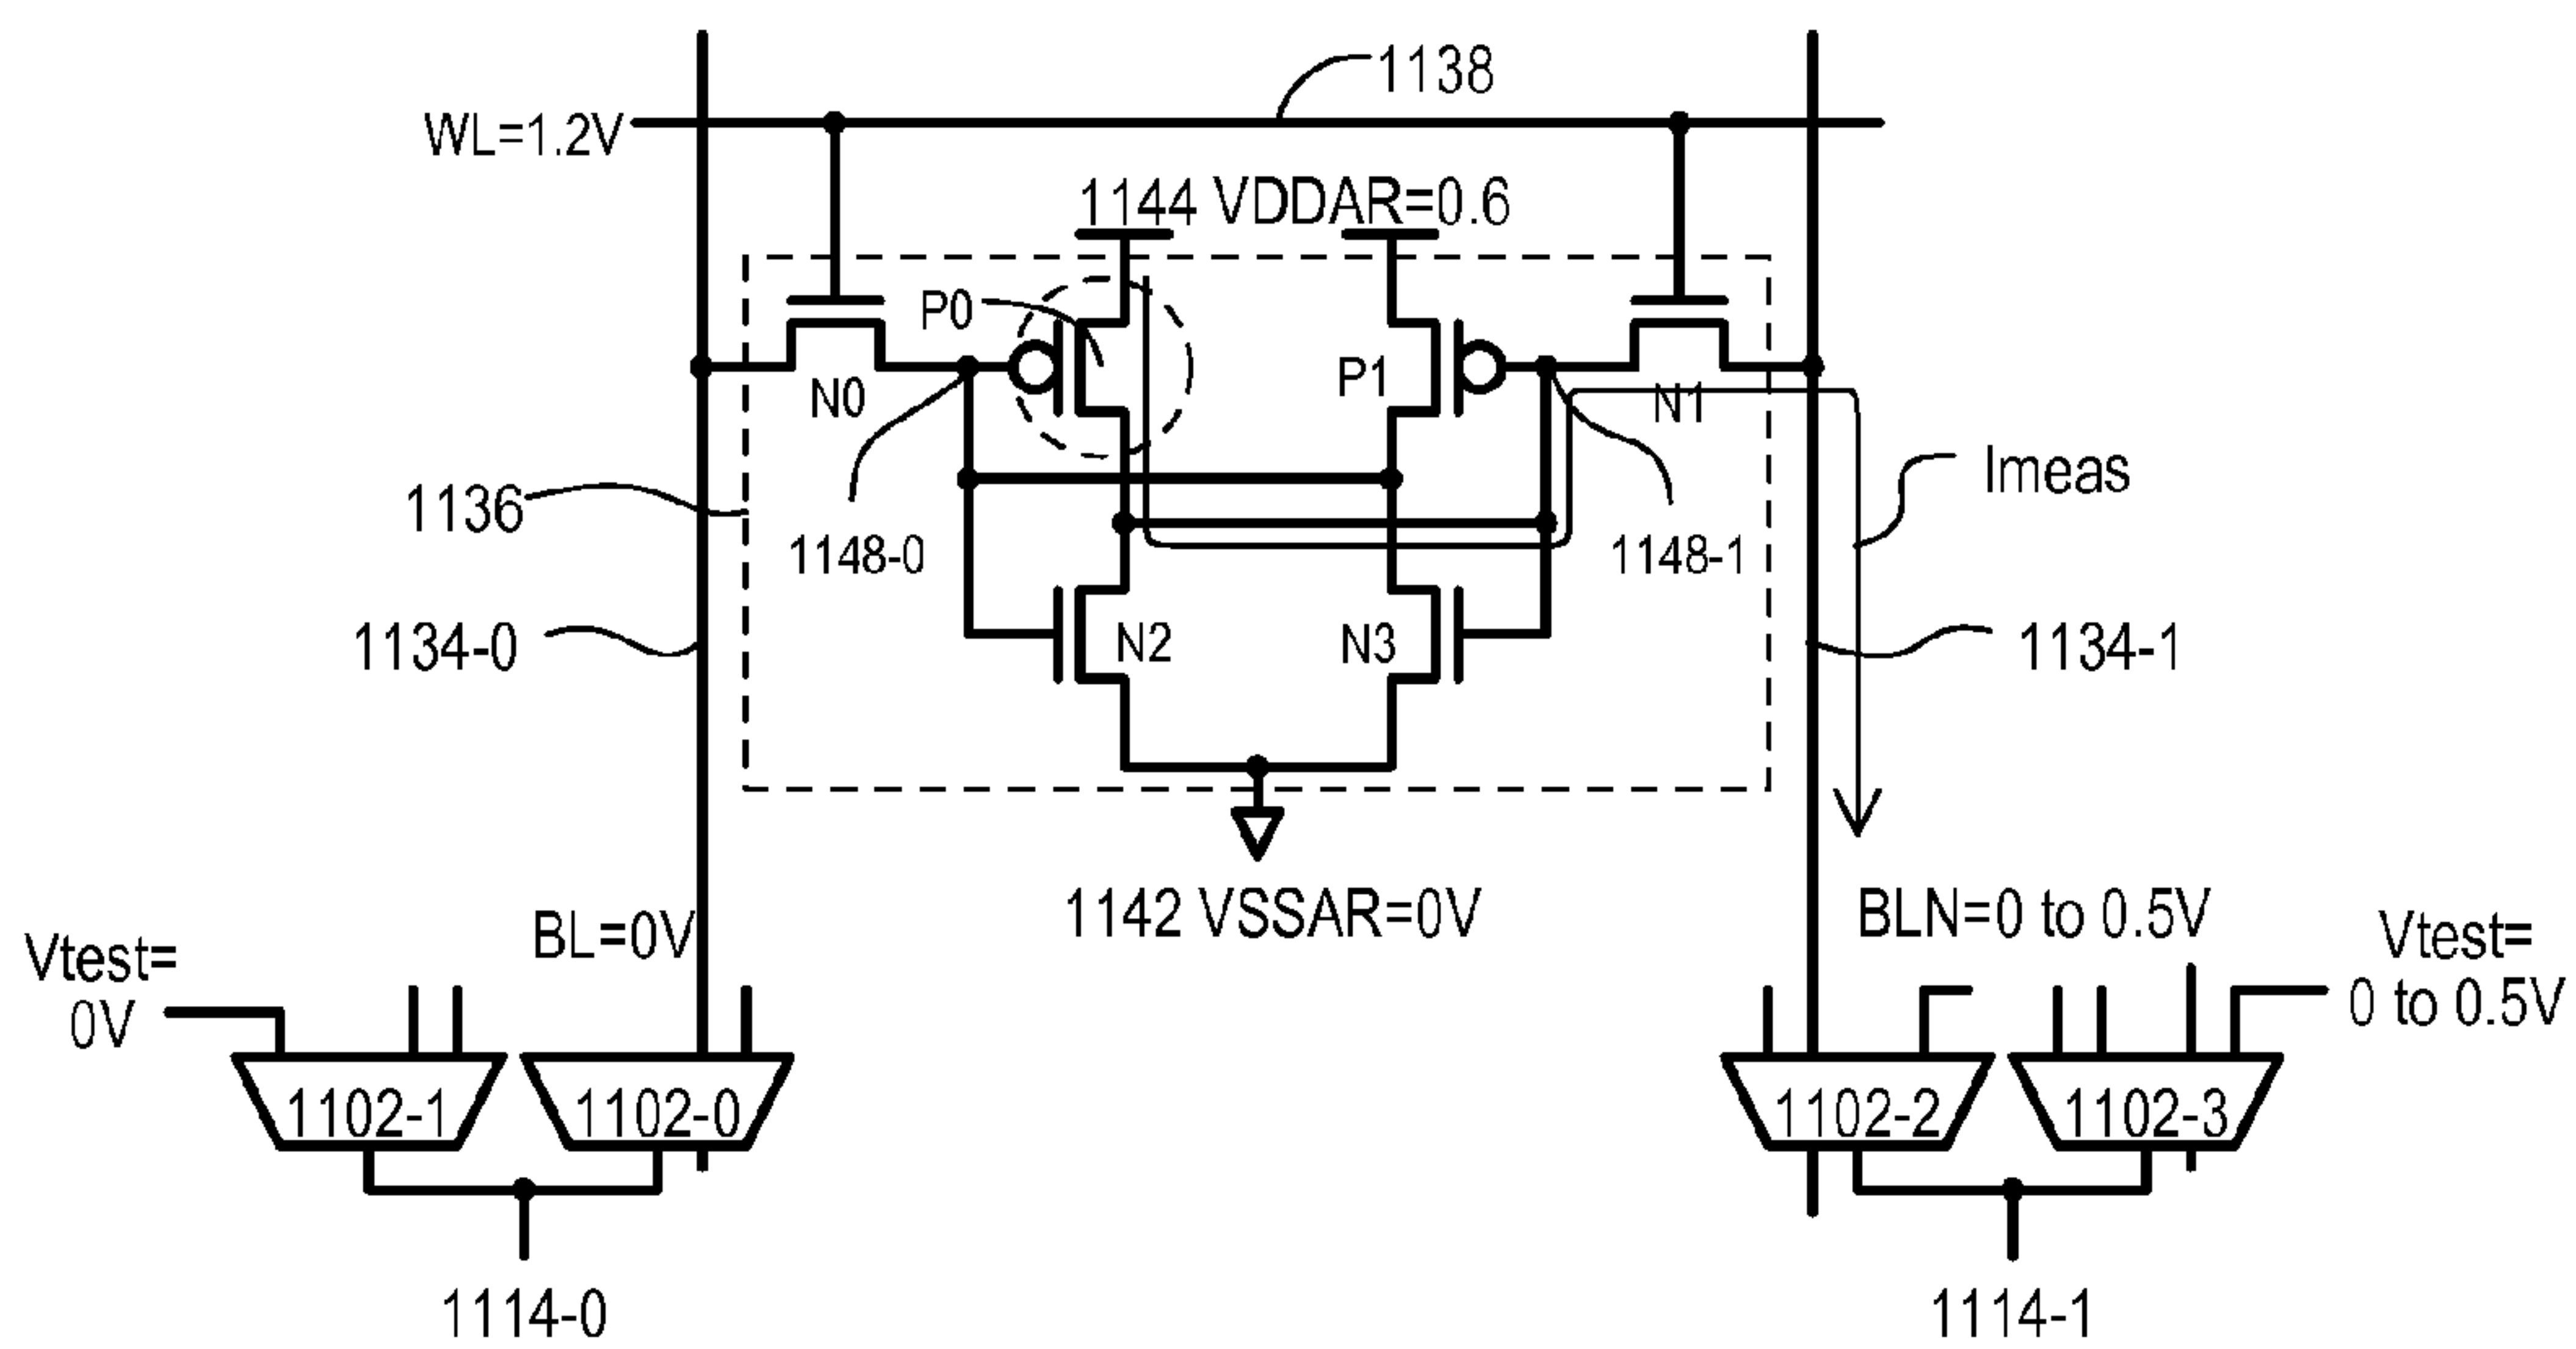 1138
WL=1.2V
1144 VDDAR=0.6
P0
P1
N0
N1
Imeas
1136
1148-0
1148-1
N2
N3
1134-0
1134-1
1142 VSSAR=0V
BLN=0 to 0.5V
BL=0V
Vtest=
0V
Vtest=
0 to 0.5V
1102-1
1102-0
1102-2
1102-3
1114-0
1114-1